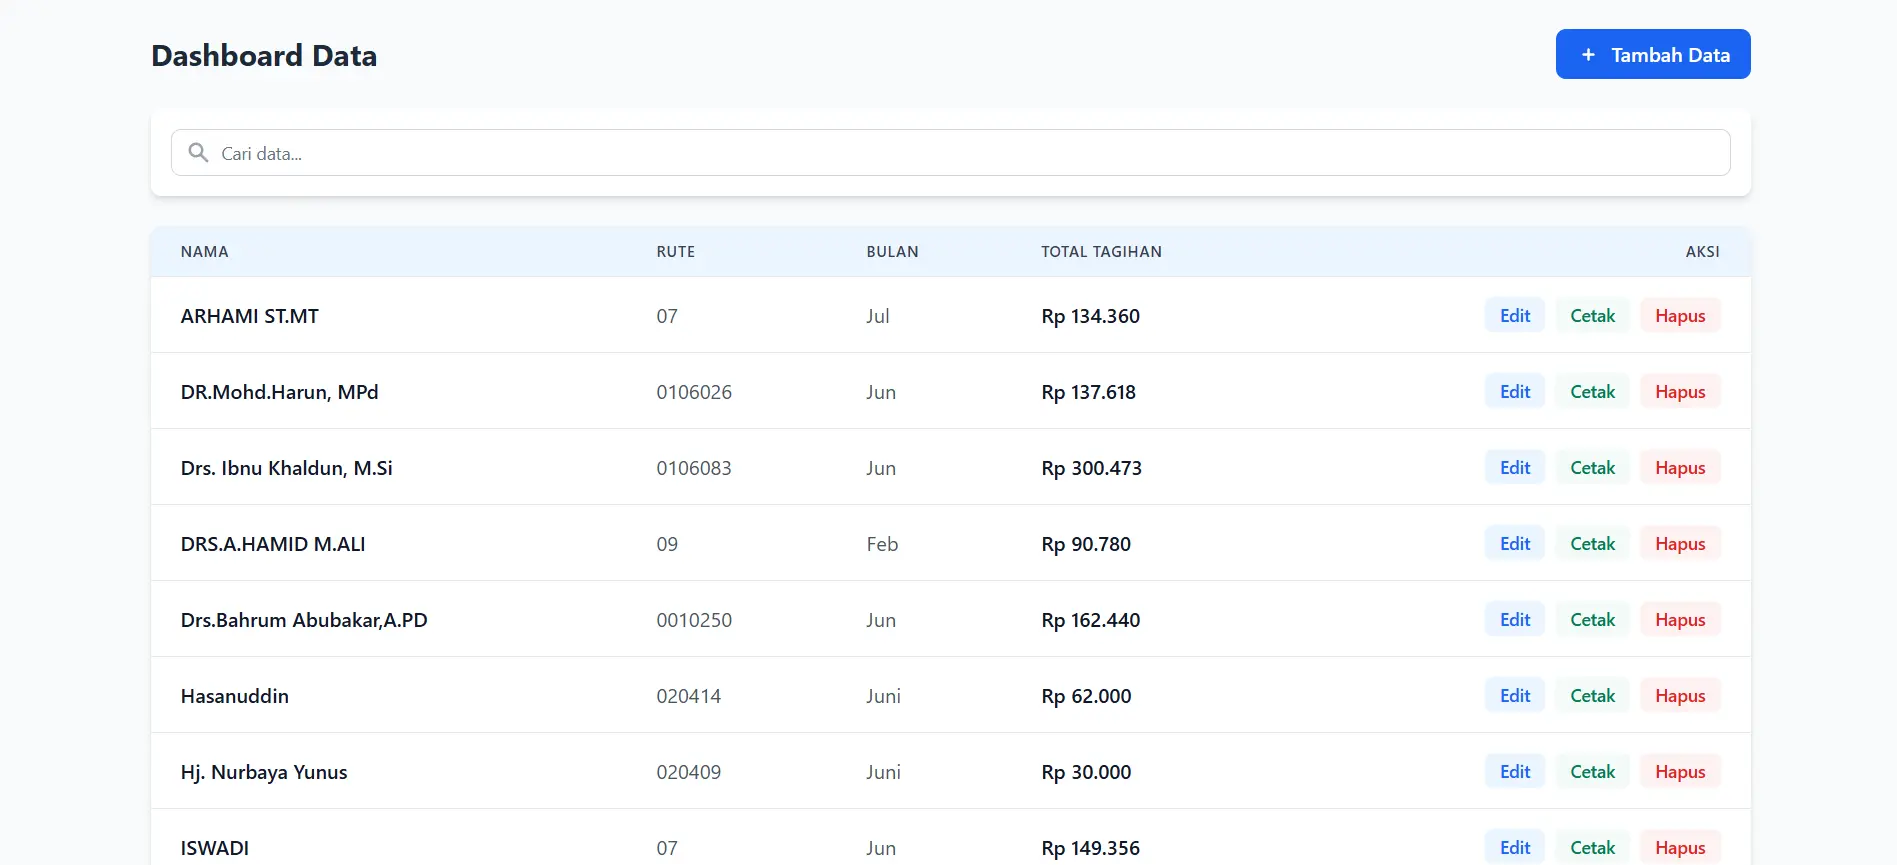 Dashboard Data
+ Tambah Data
Cari data...
NAMA RUTE BULAN TOTAL TAGIHAN AKSI
ARHAMI ST.MT 07 Jul Rp 134.360 Edit Cetak Hapus
DR.Mohd.Harun, MPd 0106026 Jun Rp 137.618 Edit Cetak Hapus
Drs. Ibnu Khaldun, M.Si 0106083 Jun Rp 300.473 Edit Cetak Hapus
DRS.A.HAMID M.ALI 09 Feb Rp 90.780 Edit Cetak Hapus
Drs.Bahrum Abubakar,A.PD 0010250 Jun Rp 162.440 Edit Cetak Hapus
Hasanuddin 020414 Juni Rp 62.000 Edit Cetak Hapus
Hj. Nurbaya Yunus 020409 Juni Rp 30.000 Edit Cetak Hapus
ISWADI 07 Jun Rp 149.356 Edit Cetak Hapus